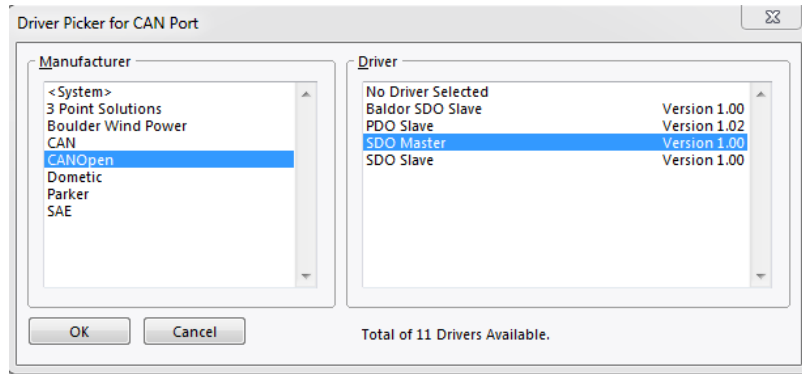 Driver Picker for CAN Port
Manufacturer
<System>
3 Point Solutions
Boulder Wind Power
CAN
CANOpen
Dometic
Parker
SAE
Driver
No Driver Selected
Baldor SDO Slave Version 1.00
PDO Slave Version 1.02
SDO Master Version 1.00
SDO Slave Version 1.00
OK Cancel Total of 11 Drivers Available.